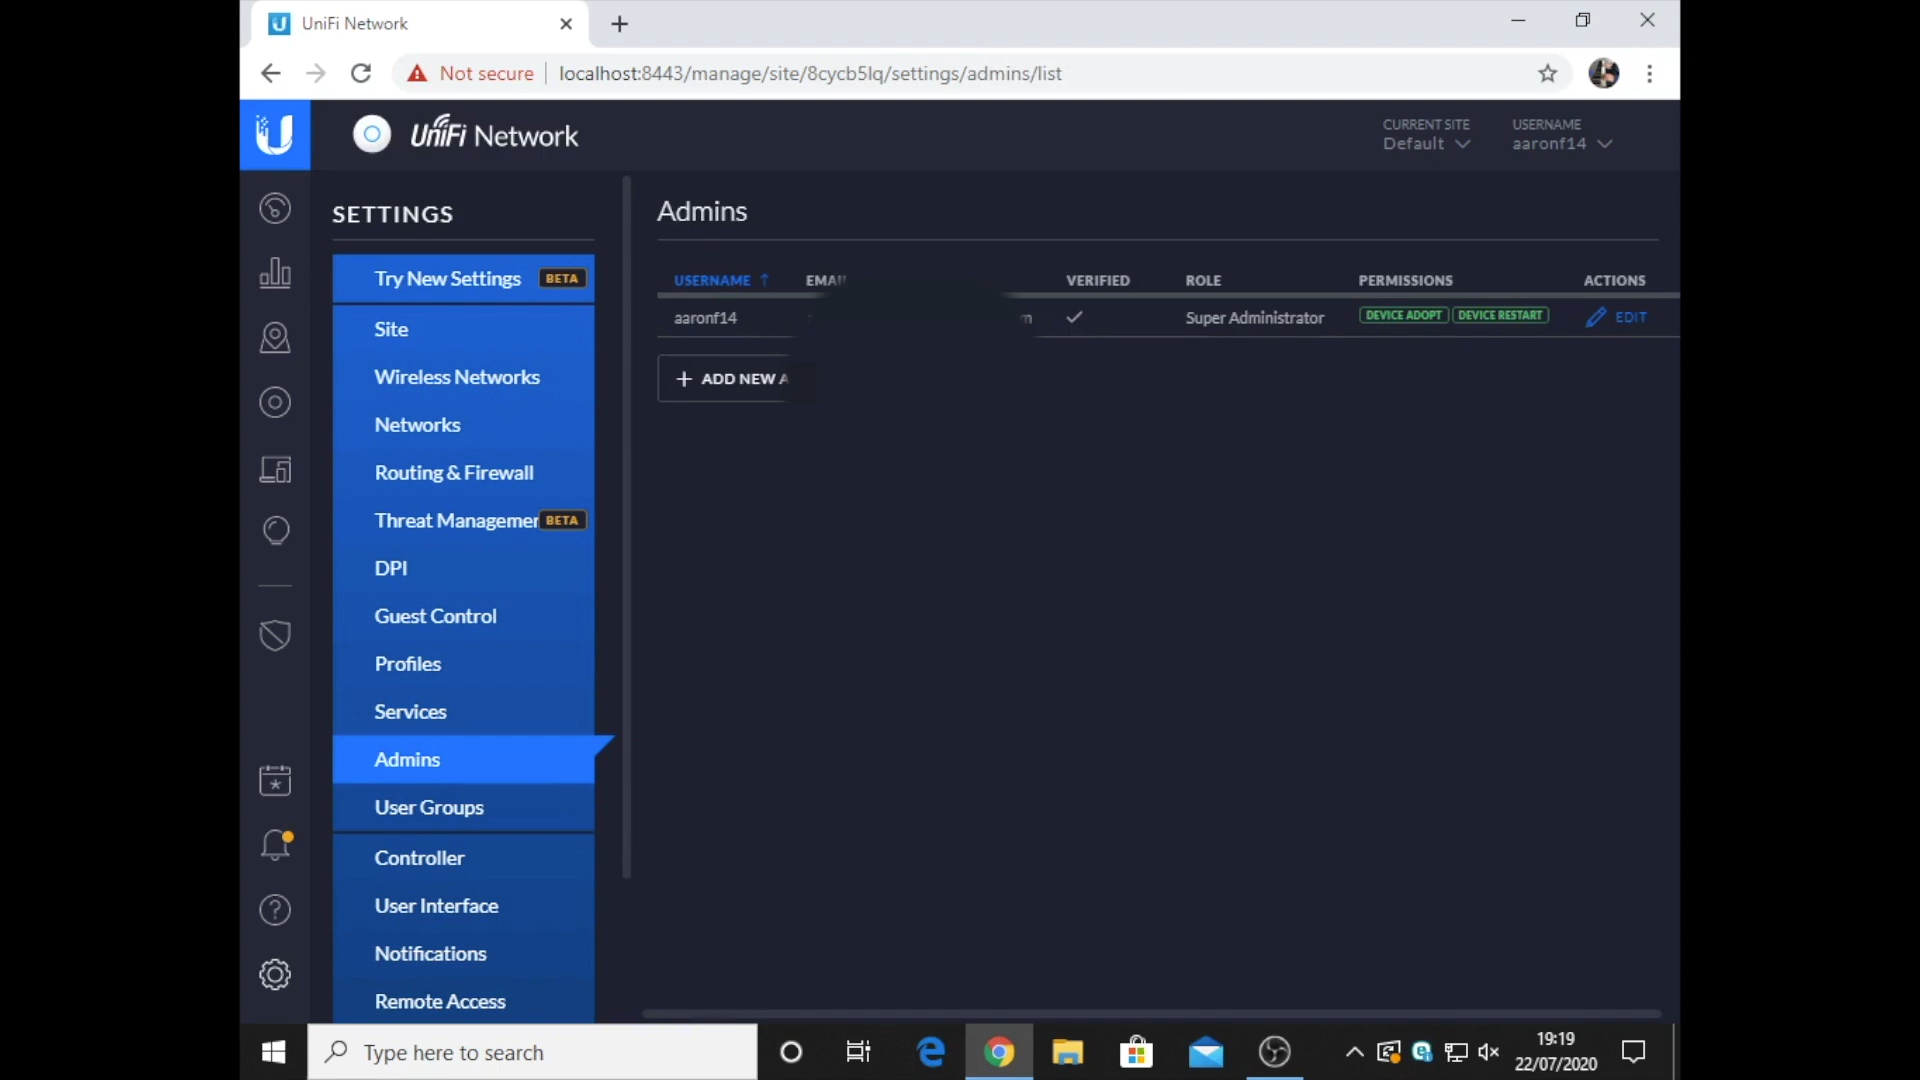 UniFi Network
Not secure
localhost:8443/manage/site/8cycb5lq/settings/admins/list
UniFi Network
CURRENT SITE
Default
USERNAME
aaronf14
SETTINGS
Try New Settings BETA
Site
Wireless Networks
Networks
Routing & Firewall
Threat Managemen BETA
DPI
Guest Control
Profiles
Services
Admins
User Groups
Controller
User Interface
Notifications
Remote Access
Admins
USERNAME VERIFIED ROLE PERMISSIONS ACTIONS
aaronf14 Super Administrator DEVICE ADOPT DEVICE RESTART EDIT
+ ADD NEW A
Type here to search
19:19
22/07/2020